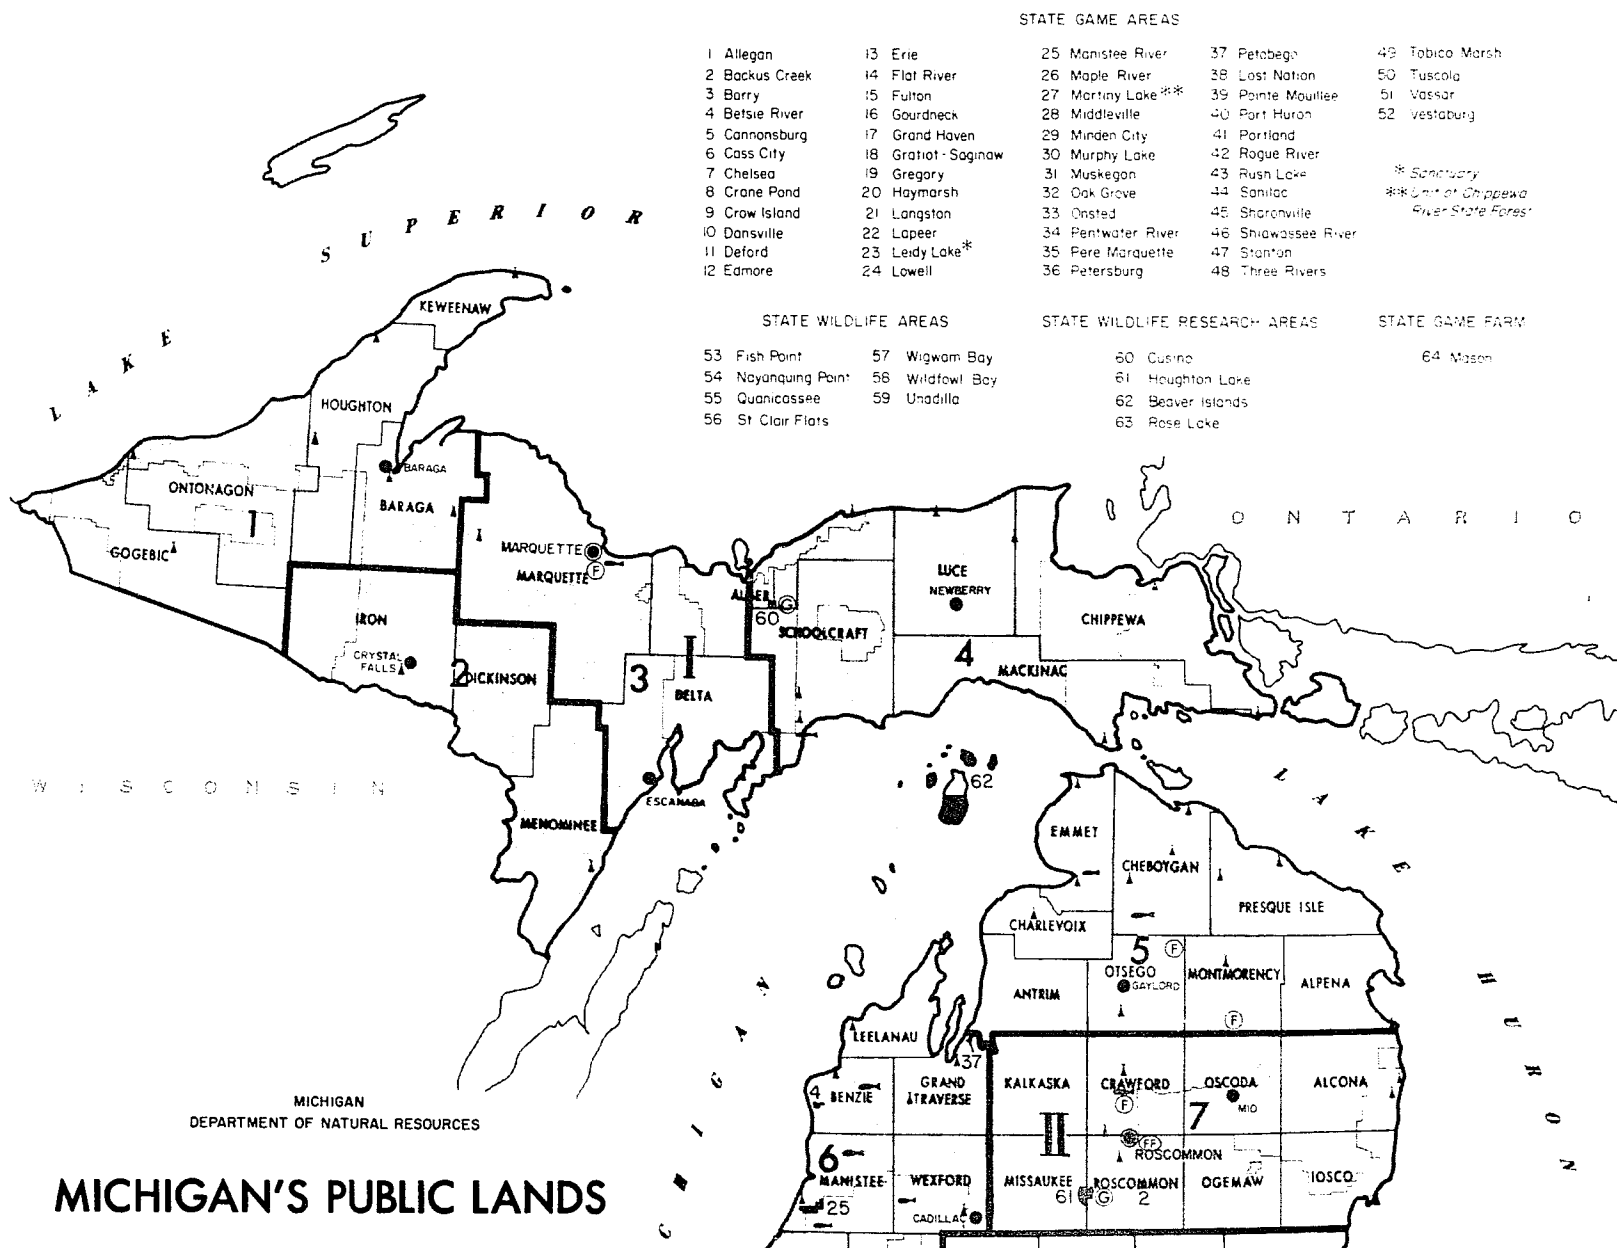 STATE GAME AREAS
1 Allegan
2 Backus Creek
3 Barry
4 Betsie River
5 Cannonsburg
6 Cass City
7 Chelsea
8 Crane Pond
9 Crow Island
10 Dansville
11 Deford
12 Edmore
13 Erie
14 Flat River
15 Fulton
16 Gourdneck
17 Grand Haven
18 Gratiot-Saginaw
19 Gregory
20 Haymarsh
21 Langston
22 Lapeer
23 Leidy Lake*
24 Lowell
25 Manistee River
26 Maple River
27 Martiny Lake**
28 Middleville
29 Minden City
30 Murphy Lake
31 Muskegon
32 Oak Grove
33 Onsted
34 Pentwater River
35 Pere Marquette
36 Petersburg
37 Petobego
38 Lost Nation
39 Pointe Mouillee
40 Port Huron
41 Portland
42 Rogue River
43 Rush Lake
44 Sanilac
45 Sharonville
46 Shiawassee River
47 Stanton
48 Three Rivers
49 Tobico Marsh
50 Tuscola
51 Vassar
52 Vestaburg
* Sanctuary
** Unit of Chippewa
River State Forest
STATE WILDLIFE AREAS
53 Fish Point
54 Nayanquing Point
55 Quanicassee
56 St Clair Flats
57 Wigwam Bay
58 Wildfowl Bay
59 Unadilla
STATE WILDLIFE RESEARCH AREAS
60 Cusino
61 Houghton Lake
62 Beaver Islands
63 Rose Lake
STATE GAME FARM
64 Mason
LAKE SUPERIOR
KEWEENAW
HOUGHTON
BARAGA
ONTONAGON
BARAGA
1
GOGEBIC
MARQUETTE
MARQUETTE
F
ONTARIO
LUCE
NEWBERRY
ALGER
G
60
SCHOOLCRAFT
CHIPPEWA
IRON
CRYSTAL
FALLS
2
DICKINSON
3
I
DELTA
4
MACKINAC
WISCONSIN
ESCANABA
MENOMINEE
62
LAKE HURON
EMMET
CHEBOYGAN
PRESQUE ISLE
CHARLEVOIX
5
F
OTSEGO
GAYLORD
MONTMORENCY
ALPENA
ANTRIM
F
LEELANAU
37
4
BENZIE
GRAND
TRAVERSE
KALKASKA
CRAWFORD
F
OSCODA
MIO
ALCONA
II
7
FF
ROSCOMMON
6
MANISTEE
25
WEXFORD
CADILLAC
MISSAUKEE
61
G
ROSCOMMON
2
OGEMAW
IOSCO
CHIGAN
MICHIGAN
DEPARTMENT OF NATURAL RESOURCES
MICHIGAN'S PUBLIC LANDS